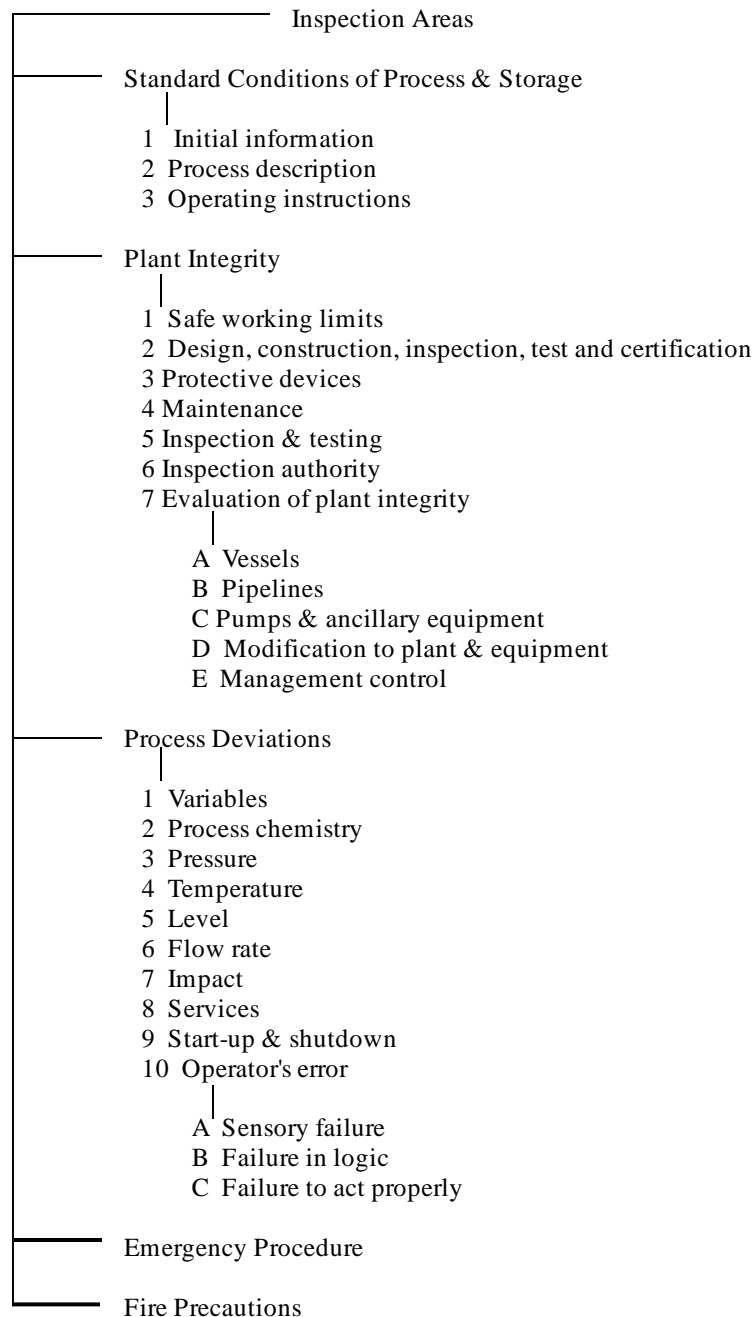 Inspection Areas
Standard Conditions of Process & Storage
1 Initial information
2 Process description
3 Operating instructions
Plant Integrity
1 Safe working limits
2 Design, construction, inspection, test and certification
3 Protective devices
4 Maintenance
5 Inspection & testing
6 Inspection authority
7 Evaluation of plant integrity
A Vessels
B Pipelines
C Pumps & ancillary equipment
D Modification to plant & equipment
E Management control
Process Deviations
1 Variables
2 Process chemistry
3 Pressure
4 Temperature
5 Level
6 Flow rate
7 Impact
8 Services
9 Start-up & shutdown
10 Operator's error
A Sensory failure
B Failure in logic
C Failure to act properly
Emergency Procedure
Fire Precautions